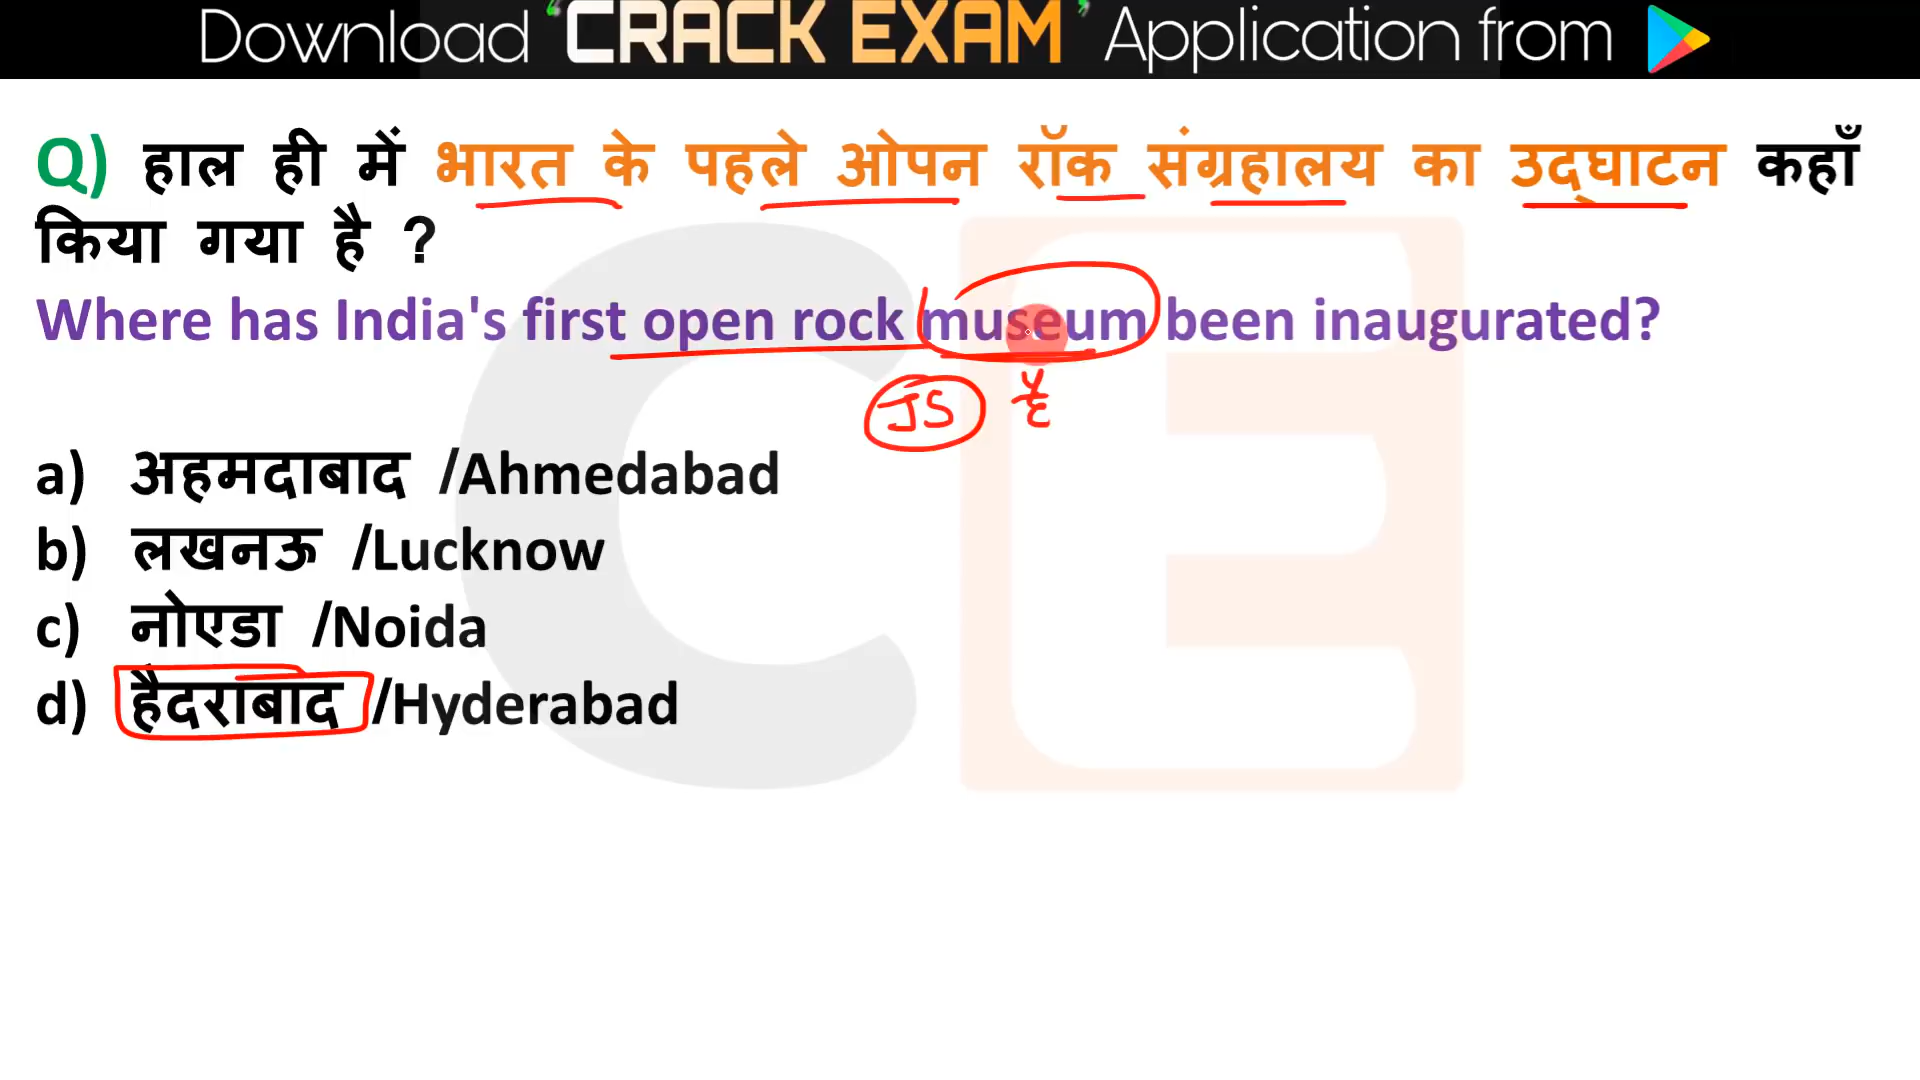 Download 'CRACK EXAM' Application from
Q) हाल ही में भारत के पहले ओपन रॉक संग्रहालय का उद्घाटन कहाँ
किया गया है ?
Where has India's first open rock museum been inaugurated?
JS
a) अहमदाबाद /Ahmedabad
b) लखनऊ /Lucknow
c) नोएडा /Noida
d) हैदराबाद /Hyderabad
CE